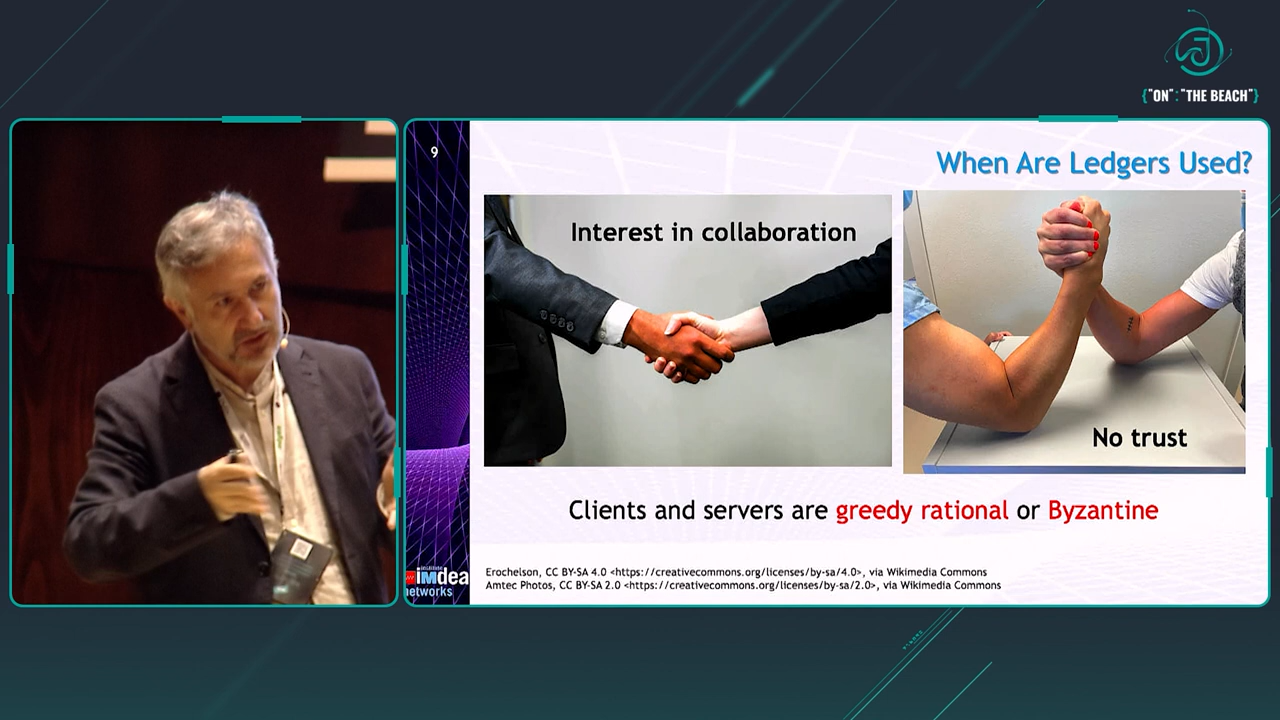 J
{"ON":"THE BEACH"}
9
When Are Ledgers Used?
Interest in collaboration
No trust
Clients and servers are greedy rational or Byzantine
institute
imdea
networks
Erochelson, CC BY-SA 4.0 <https://creativecommons.org/licenses/by-sa/4.0>, via Wikimedia Commons
Amtec Photos, CC BY-SA 2.0 <https://creativecommons.org/licenses/by-sa/2.0>, via Wikimedia Commons